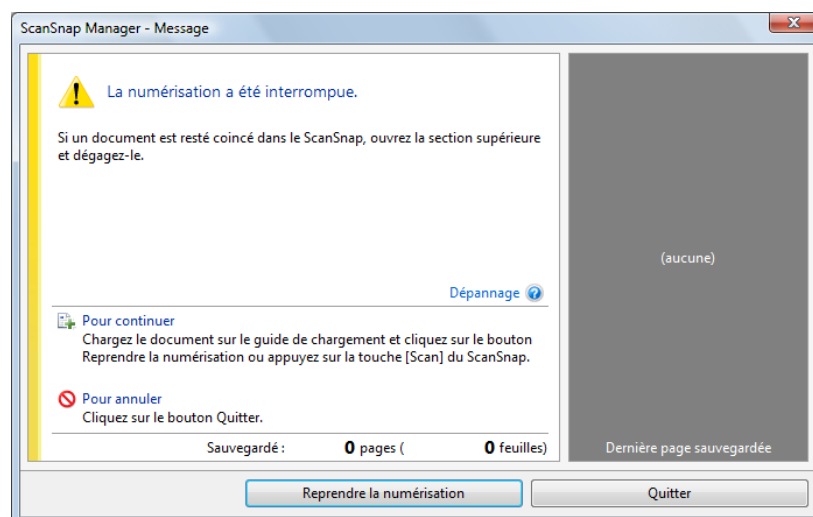 ScanSnap Manager - Message
La numérisation a été interrompue.
Si un document est resté coincé dans le ScanSnap, ouvrez la section supérieure
et dégagez-le.
(aucune)
Dépannage
Pour continuer
Chargez le document sur le guide de chargement et cliquez sur le bouton
Reprendre la numérisation ou appuyez sur la touche [Scan] du ScanSnap.
Pour annuler
Cliquez sur le bouton Quitter.
Sauvegardé : 0 pages ( 0 feuilles)
Dernière page sauvegardée
Reprendre la numérisation
Quitter